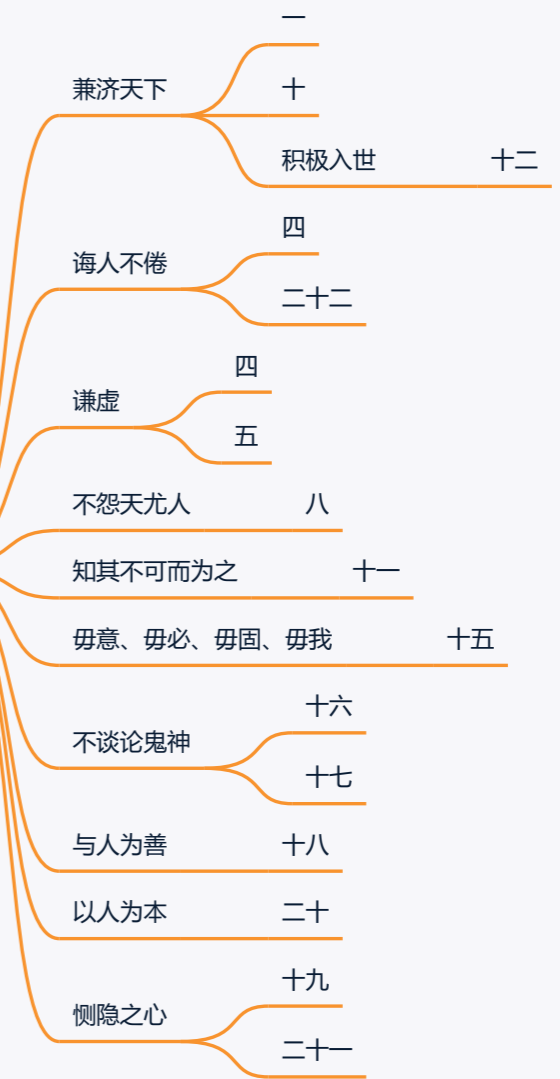 兼济天下
一
十
积极入世
十二
诲人不倦
四
二十二
谦虚
四
五
不怨天尤人
八
知其不可而为之
十一
毋意、毋必、毋固、毋我
十五
不谈论鬼神
十六
十七
与人为善
十八
以人为本
二十
恻隐之心
十九
二十一